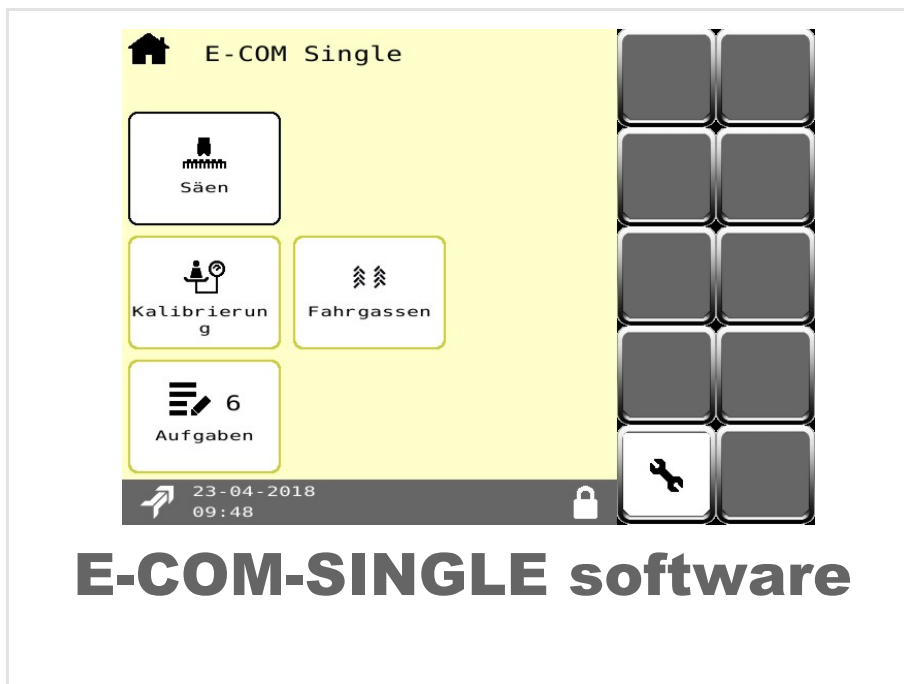 E-COM Single
Säen
Kalibrierun
g
Fahrgassen
6
Aufgaben
23-04-2018
09:48
E-COM-SINGLE software